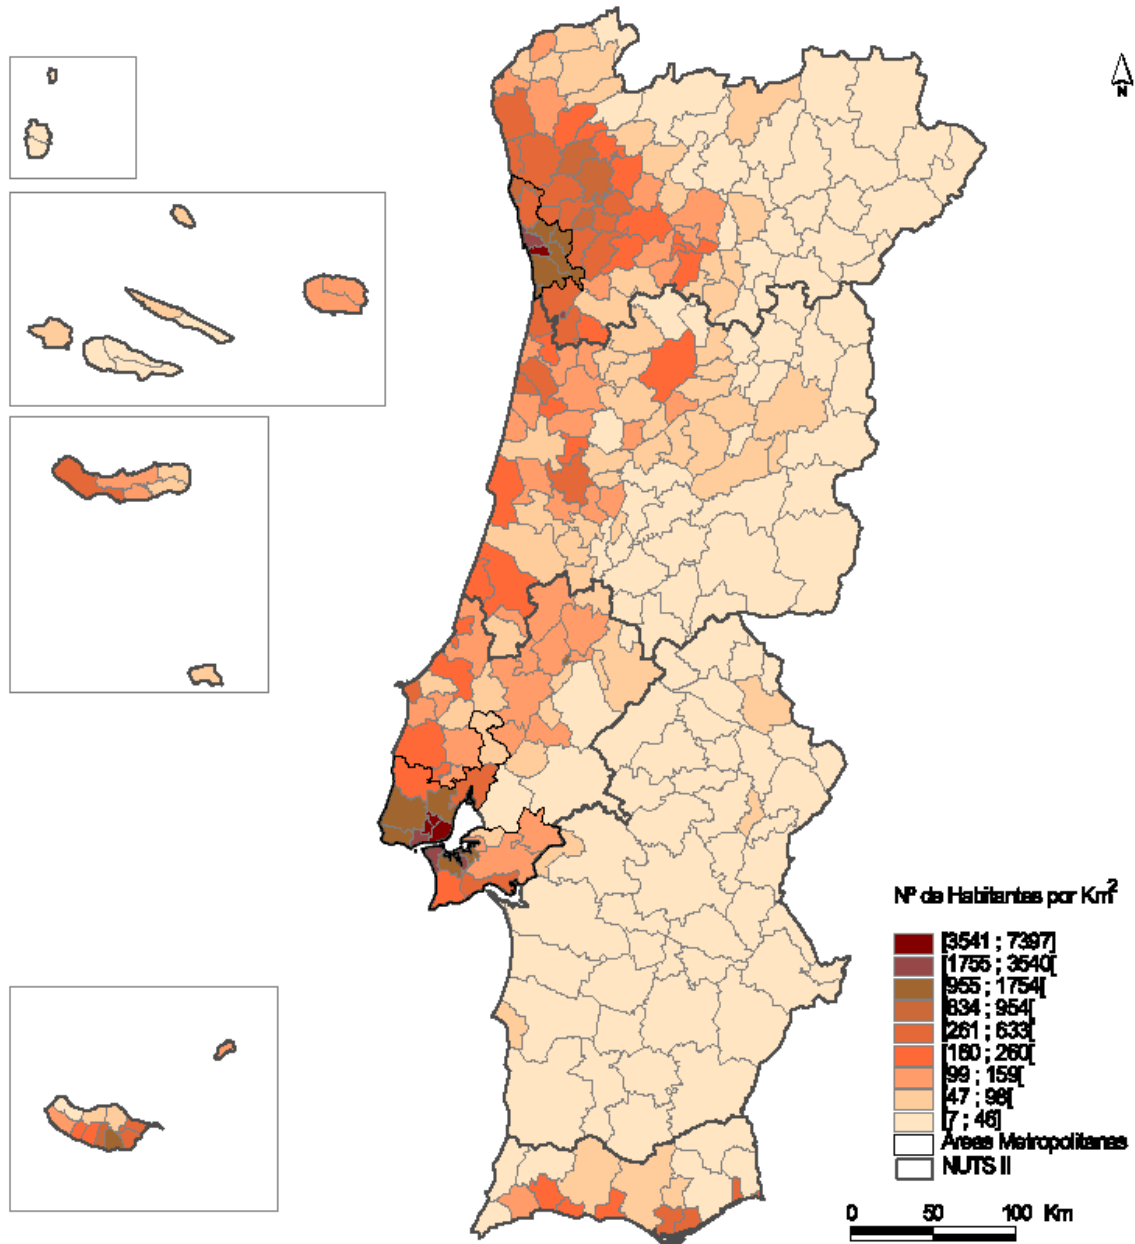 N
Nº de Habitantes por Km²
[3541 ; 7397]
[1755 ; 3540[
[955 ; 1754[
[634 ; 954[
[261 ; 633[
[160 ; 260[
[99 ; 159[
[47 ; 98[
[7 ; 46]
Áreas Metropolitanas
NUTS II
0 50 100 Km